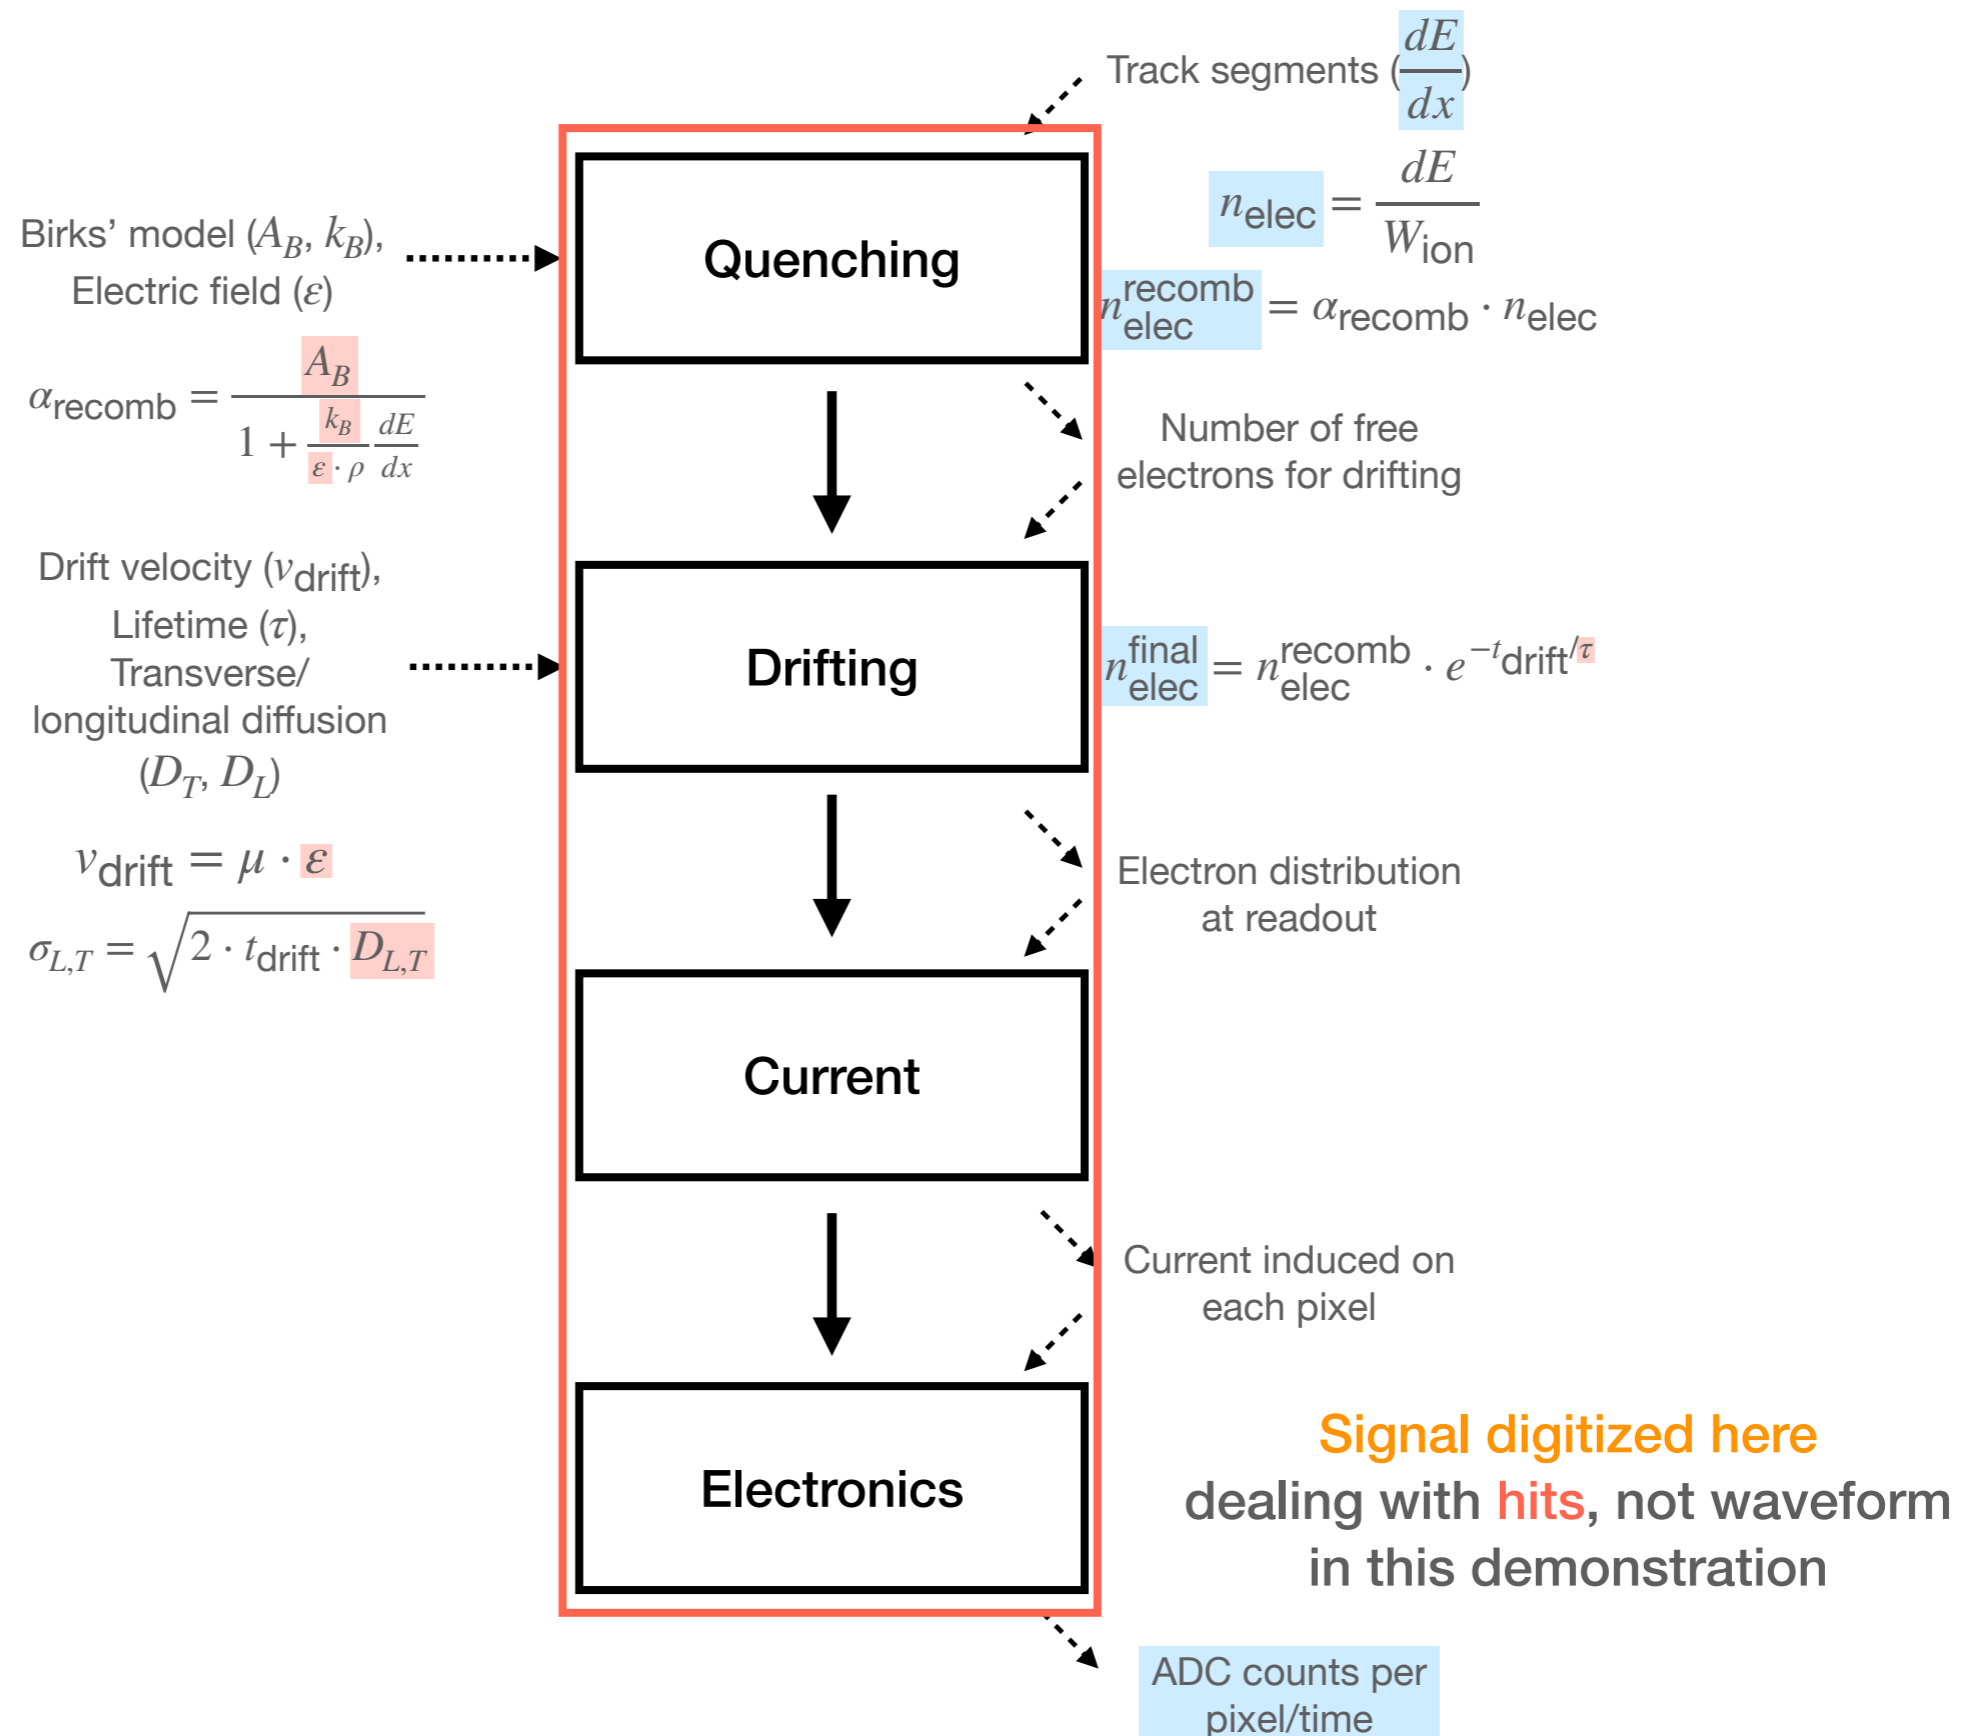 Track segments (dE/dx)
n_elec = dE/W_ion
Quenching
n_elec^recomb = α_recomb · n_elec
Birks’ model (A_B, k_B),
Electric field (ε)
α_recomb = A_B / (1 + k_B/(ε · ρ) dE/dx)
Number of free
electrons for drifting
Drift velocity (v_drift),
Lifetime (τ),
Transverse/
longitudinal diffusion
(D_T, D_L)
Drifting
n_elec^final = n_elec^recomb · e^(−t_drift/τ)
v_drift = μ · ε
σ_L,T = √(2 · t_drift · D_L,T)
Electron distribution
at readout
Current
Current induced on
each pixel
Electronics
Signal digitized here
dealing with hits, not waveform
in this demonstration
ADC counts per
pixel/time